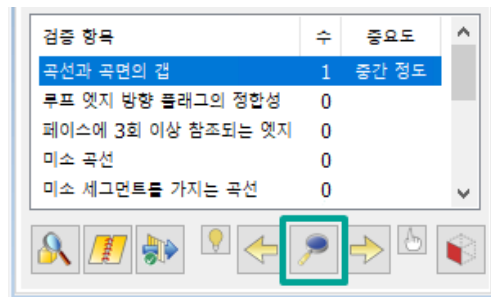 검증 항목 수 중요도
곡선과 곡면의 갭 1 중간 정도
루프 엣지 방향 플래그의 정합성 0
페이스에 3회 이상 참조되는 엣지 0
미소 곡선 0
미소 세그먼트를 가지는 곡선 0